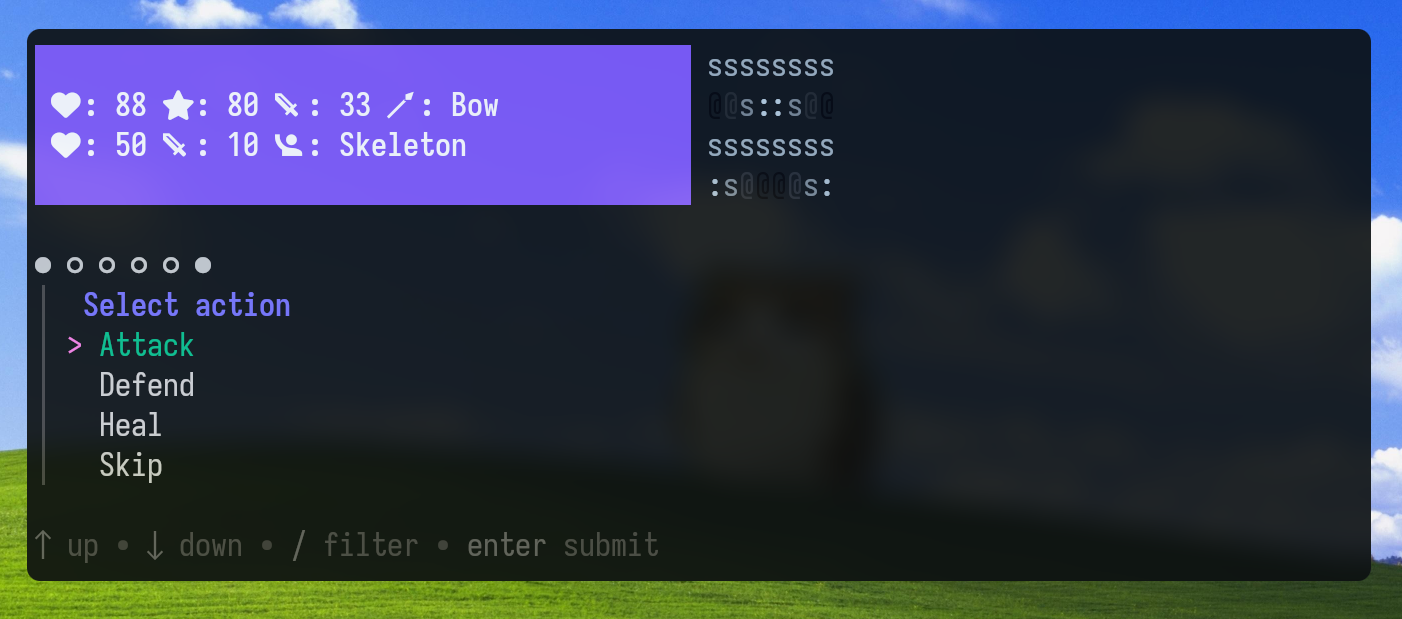 ♥: 88 ★: 80 ⚔: 33 🏹: Bow
♥: 50 ⚔: 10 🙋: Skeleton
ssssssss
@@s::s@@
ssssssss
:s@@@@s:
● ○ ○ ○ ○ ●
Select action
> Attack
Defend
Heal
Skip
↑ up • ↓ down • / filter • enter submit